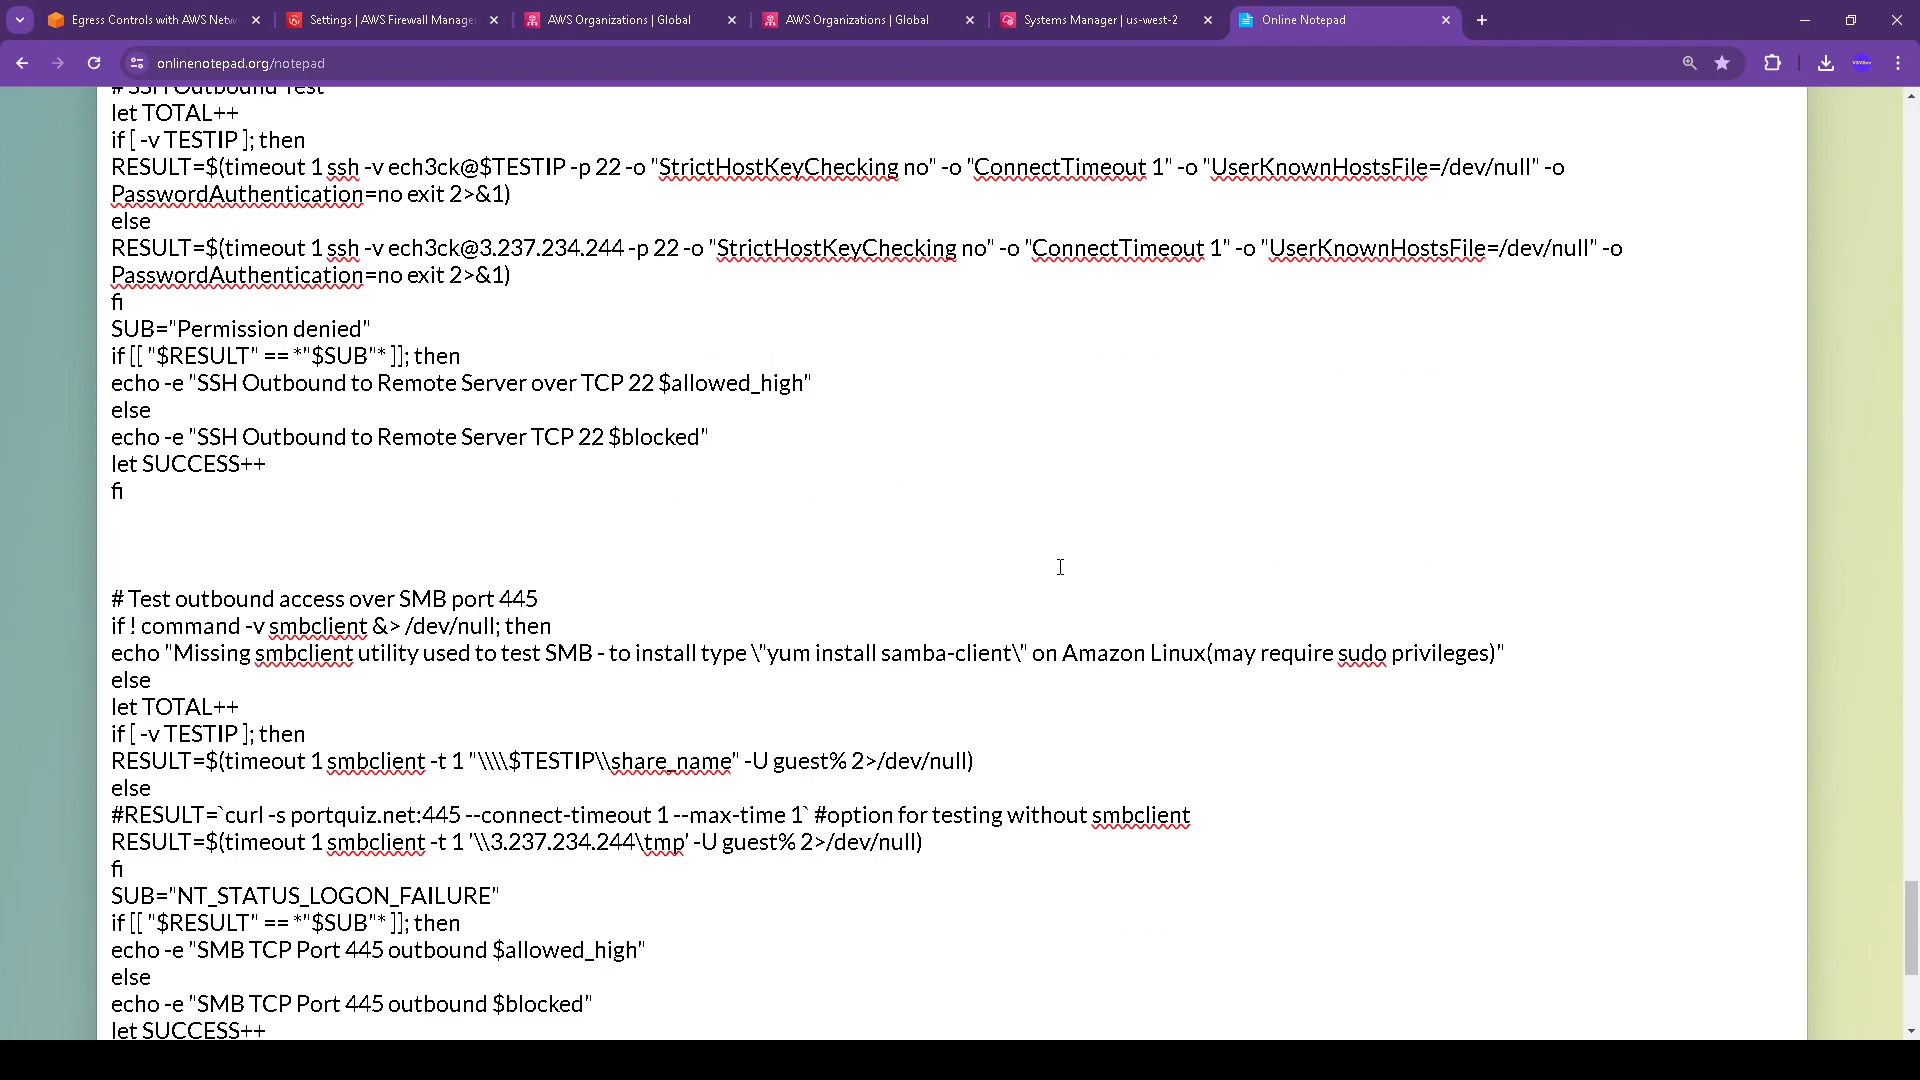 Egress Controls with AWS Netw
Settings | AWS Firewall Manager
AWS Organizations | Global
AWS Organizations | Global
Systems Manager | us-west-2
Online Notepad
onlinenotepad.org/notepad
# SSH Outbound Test
let TOTAL++
if [ -v TESTIP ]; then
RESULT=$(timeout 1 ssh -v ech3ck@$TESTIP -p 22 -o "StrictHostKeyChecking no" -o "ConnectTimeout 1" -o "UserKnownHostsFile=/dev/null" -o
PasswordAuthentication=no exit 2>&1)
else
RESULT=$(timeout 1 ssh -v ech3ck@3.237.234.244 -p 22 -o "StrictHostKeyChecking no" -o "ConnectTimeout 1" -o "UserKnownHostsFile=/dev/null" -o
PasswordAuthentication=no exit 2>&1)
fi
SUB="Permission denied"
if [[ "$RESULT" == *"$SUB"* ]]; then
echo -e "SSH Outbound to Remote Server over TCP 22 $allowed_high"
else
echo -e "SSH Outbound to Remote Server TCP 22 $blocked"
let SUCCESS++
fi
# Test outbound access over SMB port 445
if ! command -v smbclient &> /dev/null; then
echo "Missing smbclient utility used to test SMB - to install type \"yum install samba-client\" on Amazon Linux(may require sudo privileges)"
else
let TOTAL++
if [ -v TESTIP ]; then
RESULT=$(timeout 1 smbclient -t 1 "\\\\$TESTIP\\share_name" -U guest% 2>/dev/null)
else
#RESULT=`curl -s portquiz.net:445 --connect-timeout 1 --max-time 1` #option for testing without smbclient
RESULT=$(timeout 1 smbclient -t 1 '\\3.237.234.244\tmp' -U guest% 2>/dev/null)
fi
SUB="NT_STATUS_LOGON_FAILURE"
if [[ "$RESULT" == *"$SUB"* ]]; then
echo -e "SMB TCP Port 445 outbound $allowed_high"
else
echo -e "SMB TCP Port 445 outbound $blocked"
let SUCCESS++